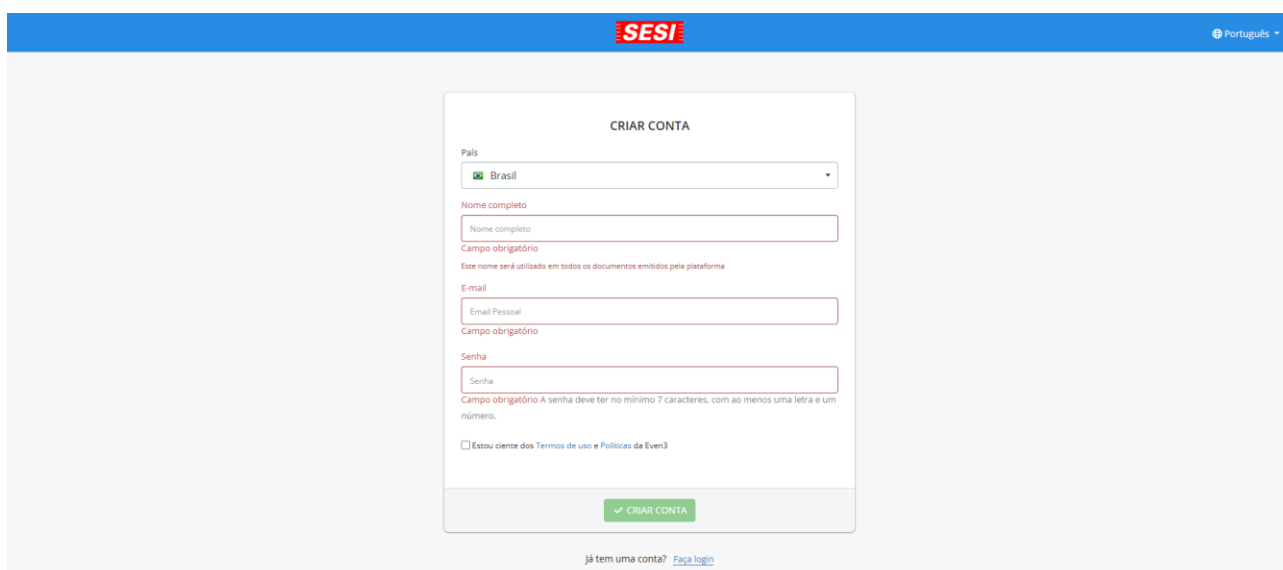 SESI
Português
CRIAR CONTA
País
Brasil
Nome completo
Nome completo
Campo obrigatório
Este nome será utilizado em todos os documentos emitidos pela plataforma
E-mail
Email Pessoal
Campo obrigatório
Senha
Senha
Campo obrigatório A senha deve ter no mínimo 7 caracteres, com ao menos uma letra e um
número.
Estou ciente dos Termos de uso e Políticas da Even3
CRIAR CONTA
Já tem uma conta? Faça login